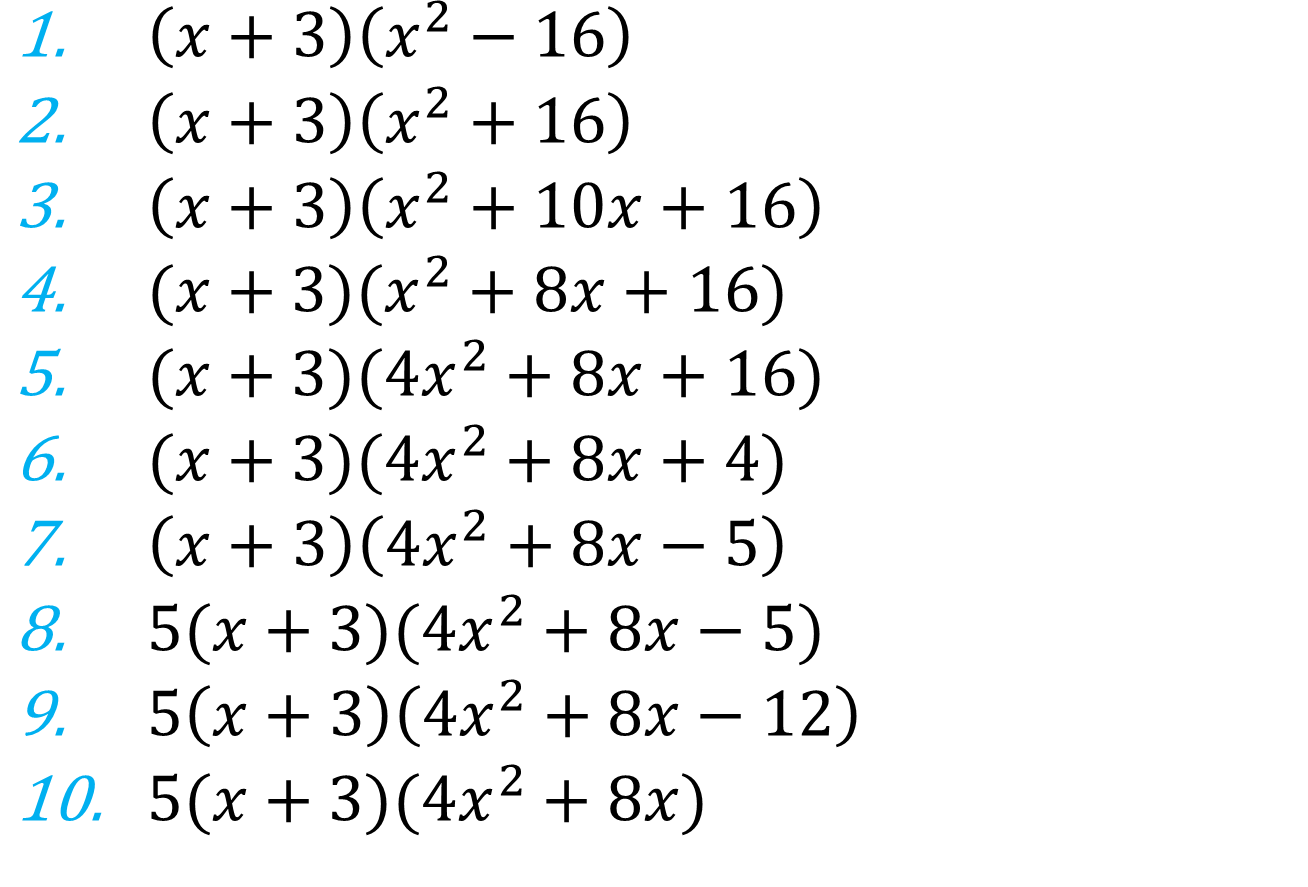 1. (x + 3)(x² − 16)
2. (x + 3)(x² + 16)
3. (x + 3)(x² + 10x + 16)
4. (x + 3)(x² + 8x + 16)
5. (x + 3)(4x² + 8x + 16)
6. (x + 3)(4x² + 8x + 4)
7. (x + 3)(4x² + 8x − 5)
8. 5(x + 3)(4x² + 8x − 5)
9. 5(x + 3)(4x² + 8x − 12)
10. 5(x + 3)(4x² + 8x)